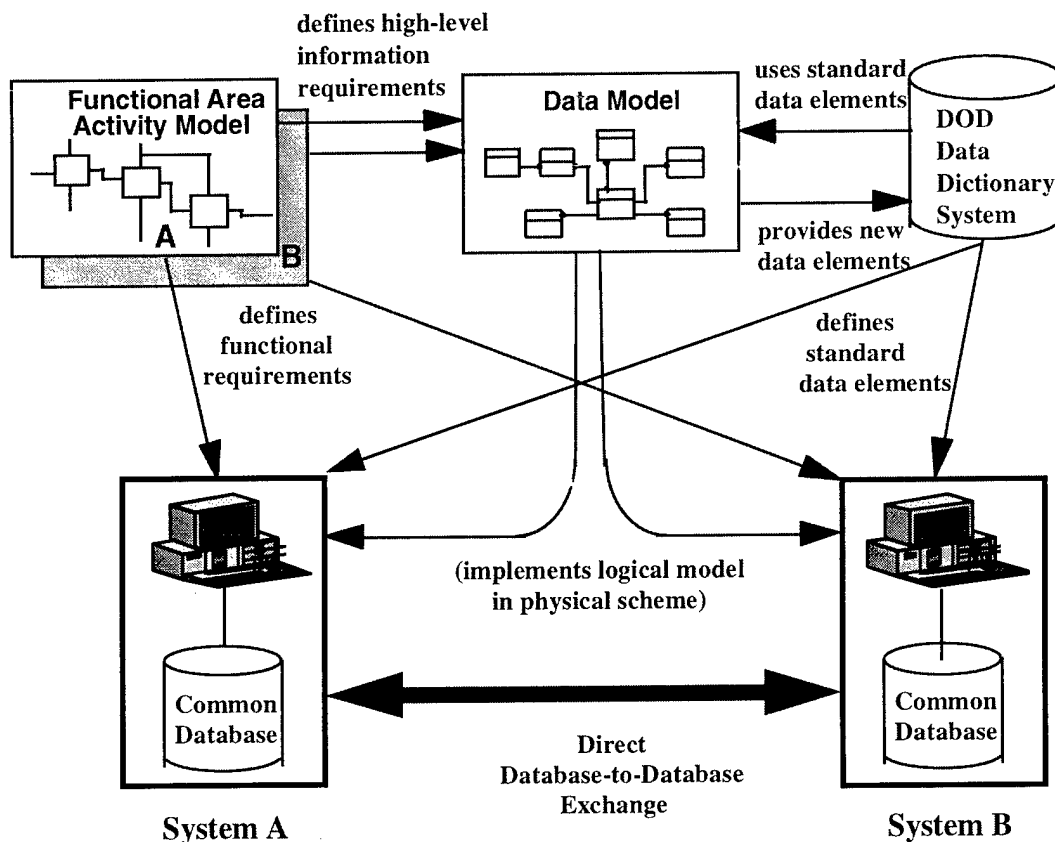 defines high-level
information
requirements
Functional Area
Activity Model
A
B
Data Model
uses standard
data elements
DOD
Data
Dictionary
System
provides new
data elements
defines
functional
requirements
defines
standard
data elements
(implements logical model
in physical scheme)
Common
Database
Common
Database
Direct
Database-to-Database
Exchange
System A
System B